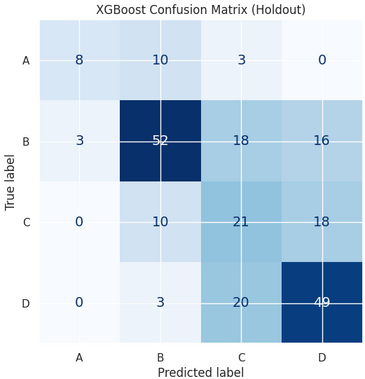 XGBoost Confusion Matrix (Holdout)
A 8 10 3 0
B 3 52 18 16
C 0 10 21 18
D 0 3 20 49
A B C D
True label
Predicted label